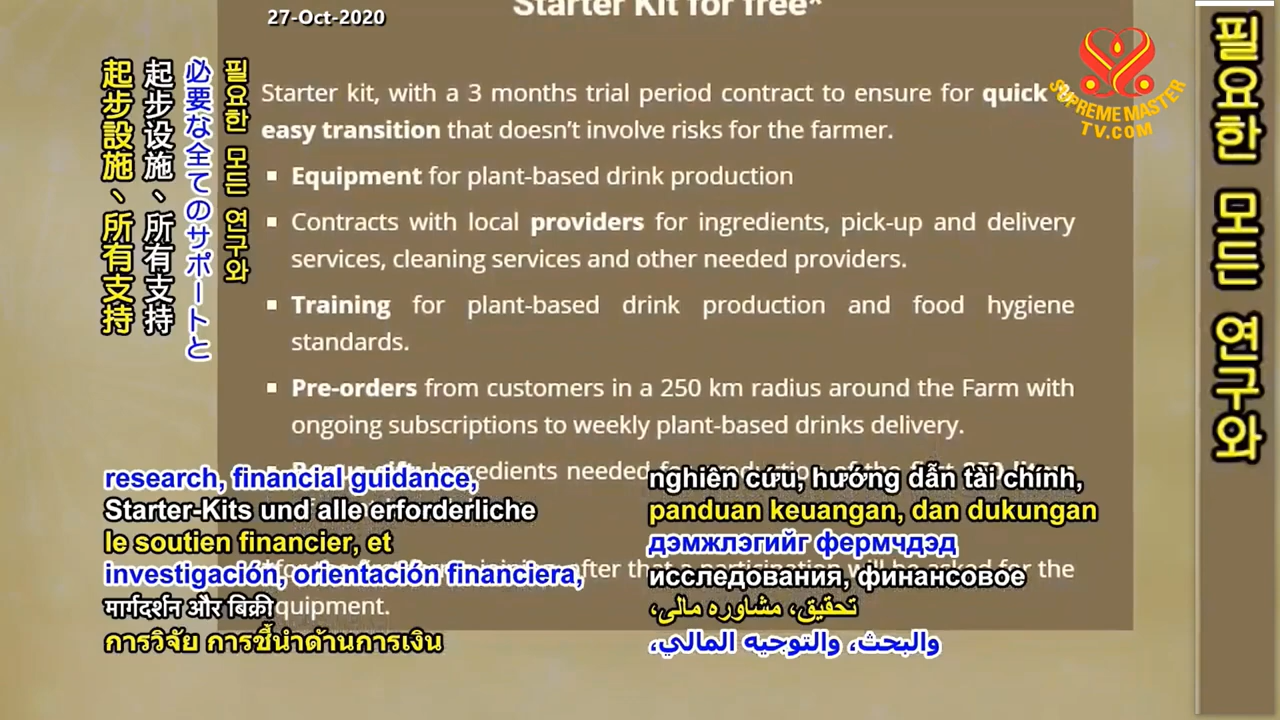 27-Oct-2020
Starter Kit for free*
SUPREME MASTER
TV.COM
Starter kit, with a 3 months trial period contract to ensure for quick
easy transition that doesn't involve risks for the farmer.
▪ Equipment for plant-based drink production
▪ Contracts with local providers for ingredients, pick-up and delivery
services, cleaning services and other needed providers.
▪ Training for plant-based drink production and food hygiene
standards.
▪ Pre-orders from customers in a 250 km radius around the Farm with
ongoing subscriptions to weekly plant-based drinks delivery.
ingredients needed
after that a participation will be asked for the
equipment.
起步設施、所有支持
起步设施、所有支持
必要な全てのサポートと
필요한 모든 연구와
필요한 모든 연구와
research, financial guidance,
Starter-Kits und alle erforderliche
le soutien financier, et
investigación, orientación financiera,
मार्गदर्शन और बिक्री
การวิจัย การชี้นำด้านการเงิน
nghiên cứu, hướng dẫn tài chính,
panduan keuangan, dan dukungan
дэмжлэгийг фермчдэд
исследования, финансовое
تحقیق، مشاوره مالی،
والبحث، والتوجيه المالي،